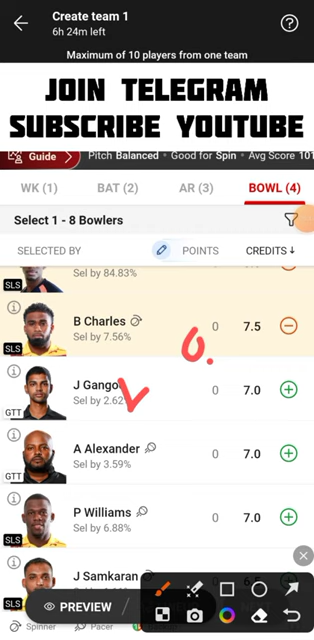 Create team 1
6h 24m left
Maximum of 10 players from one team
JOIN TELEGRAM
SUBSCRIBE YOUTUBE
Guide Pitch Balanced • Good for Spin • Avg Score 101
WK (1) BAT (2) AR (3) BOWL (4)
Select 1 - 8 Bowlers
SELECTED BY POINTS CREDITS↓
SLS Sel by 84.83%
B Charles
Sel by 7.56% 0 7.5
SLS
J Gango
Sel by 2.62 0 7.0
GTT
A Alexander
Sel by 3.59% 0 7.0
GTT
P Williams
Sel by 6.88% 0 7.0
SLS
J Samkaran
SLS
PREVIEW
Spinner Pacer